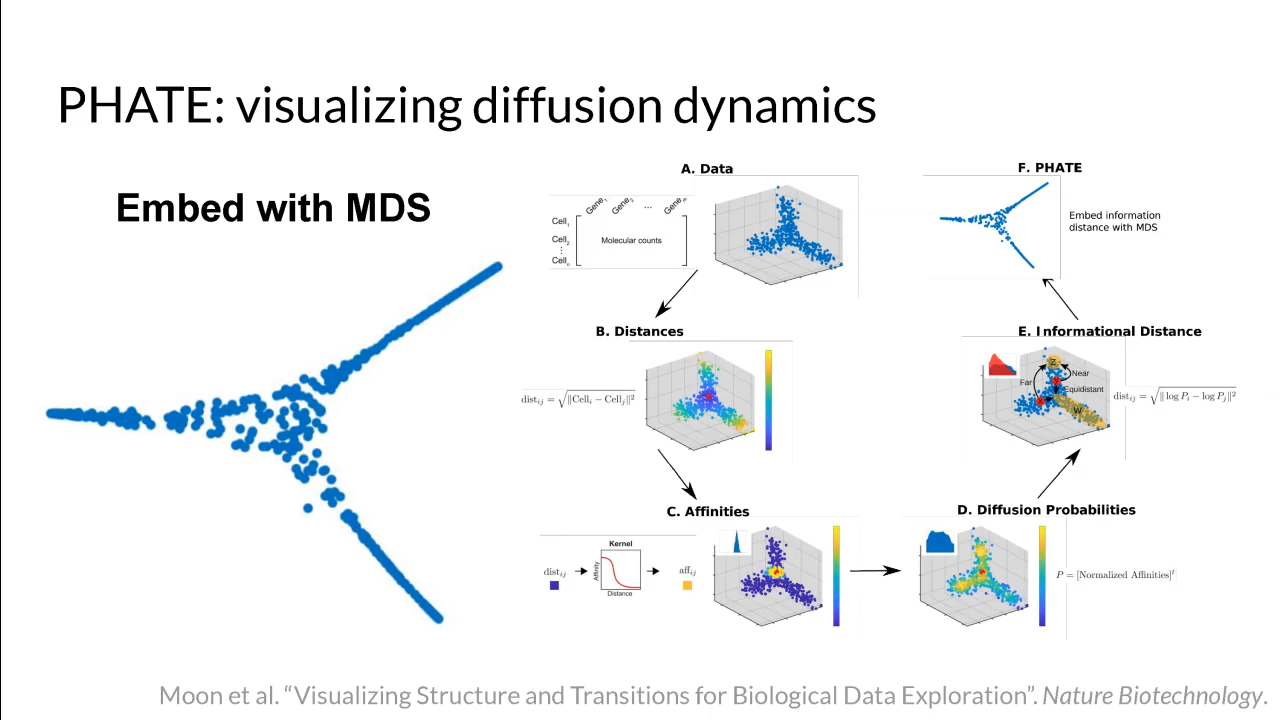 PHATE: visualizing diffusion dynamics
Embed with MDS
A. Data
Gene₁ Gene₂ ... Geneₘ
Cell₁
Cell₂
⋮
Cellₙ
Molecular counts
B. Distances
distᵢⱼ = √‖Cellᵢ − Cellⱼ‖²
C. Affinities
distᵢⱼ
Kernel
Affinity
Distance
affᵢⱼ
D. Diffusion Probabilities
P = [Normalized Affinities]ᵗ
E. Informational Distance
Z
Near
Far
Y
Equidistant
X
W
distᵢⱼ = √‖ log Pᵢ − log Pⱼ‖²
F. PHATE
Embed information
distance with MDS
Moon et al. “Visualizing Structure and Transitions for Biological Data Exploration”. Nature Biotechnology.